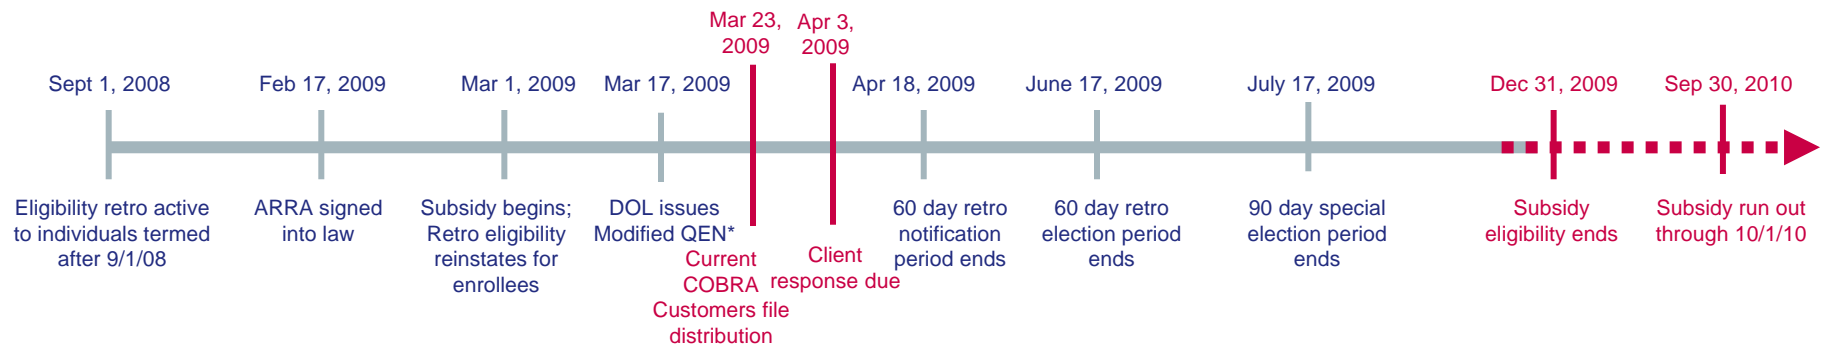 Mar 23,
2009
Apr 3,
2009
Sept 1, 2008
Feb 17, 2009
Mar 1, 2009
Mar 17, 2009
Apr 18, 2009
June 17, 2009
July 17, 2009
Dec 31, 2009
Sep 30, 2010
Eligibility retro active
to individuals termed
after 9/1/08
ARRA signed
into law
Subsidy begins;
Retro eligibility
reinstates for
enrollees
DOL issues
Modified QEN*
Current
COBRA
Customers file
distribution
Client
response due
60 day retro
notification
period ends
60 day retro
election period
ends
90 day special
election period
ends
Subsidy
eligibility ends
Subsidy run out
through 10/1/10